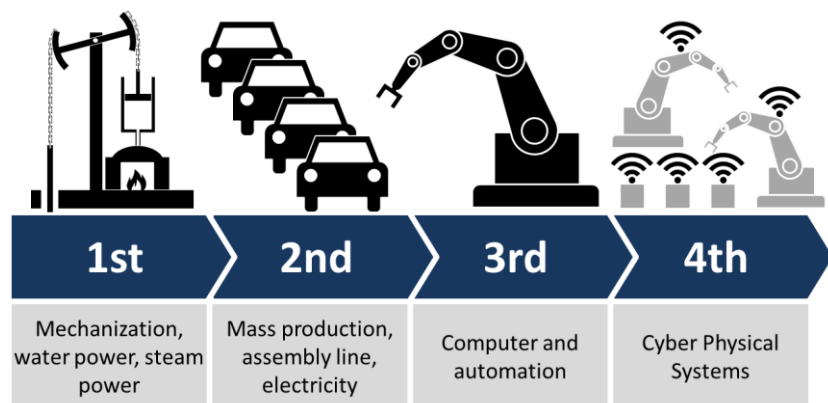 1st
2nd
3rd
4th
Mechanization,
water power, steam
power
Mass production,
assembly line,
electricity
Computer and
automation
Cyber Physical
Systems